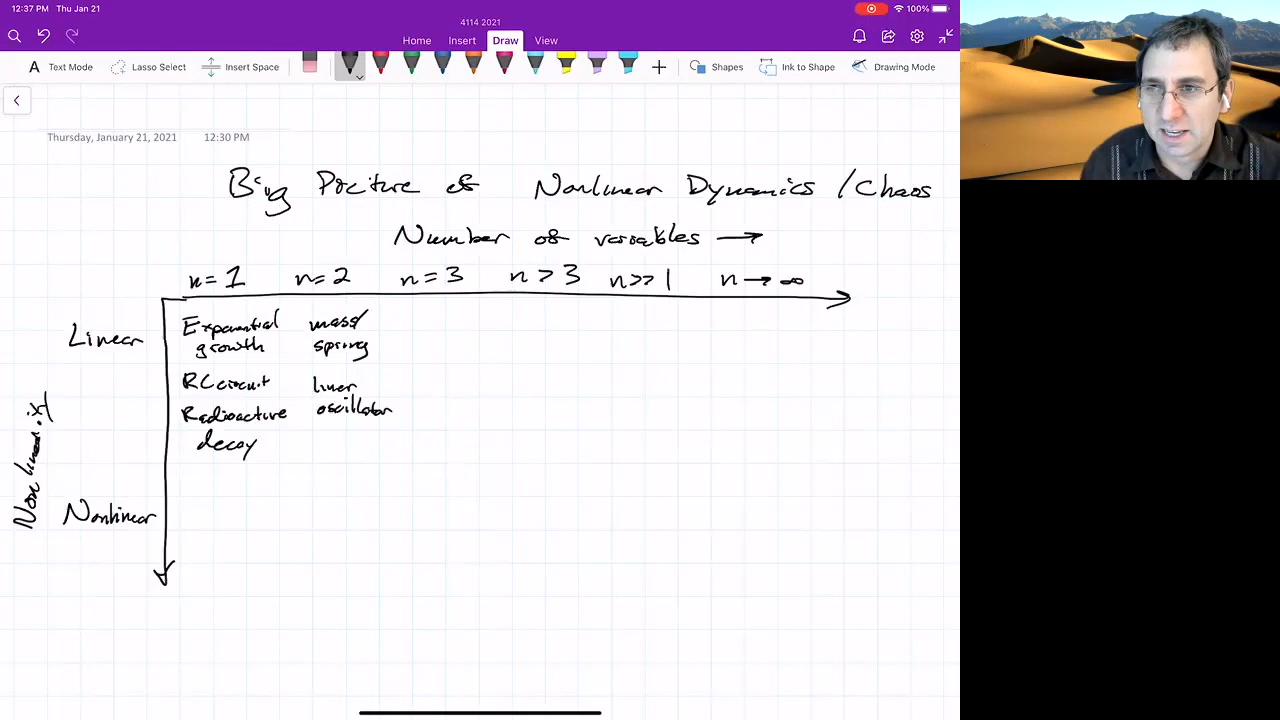 12:37 PM Thu Jan 21
100%
4114 2021
Home Insert Draw View
Text Mode Lasso Select Insert Space Shapes Ink to Shape Drawing Mode
Thursday, January 21, 2021 12:30 PM
Big Piciture of Nonlinear Dynamics / Chaos
Number of variables →
n = 1 n = 2 n = 3 n > 3 n >> 1 n → ∞
Linear
Exponential growth
mass/ spring
RC circuit
liner oscillator
Radioactive decay
Nonlinearity
Nonlinear